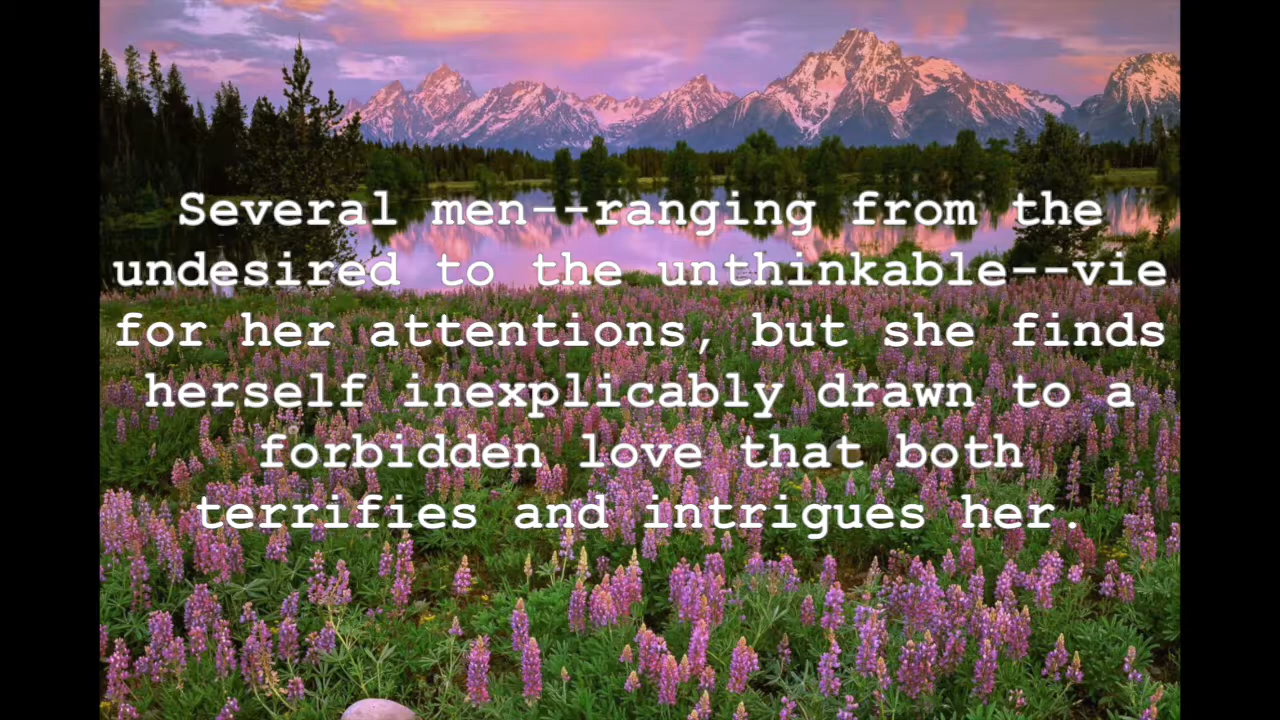 Several men--ranging from the
undesired to the unthinkable--vie
for her attentions, but she finds
herself inexplicably drawn to a
forbidden love that both
terrifies and intrigues her.